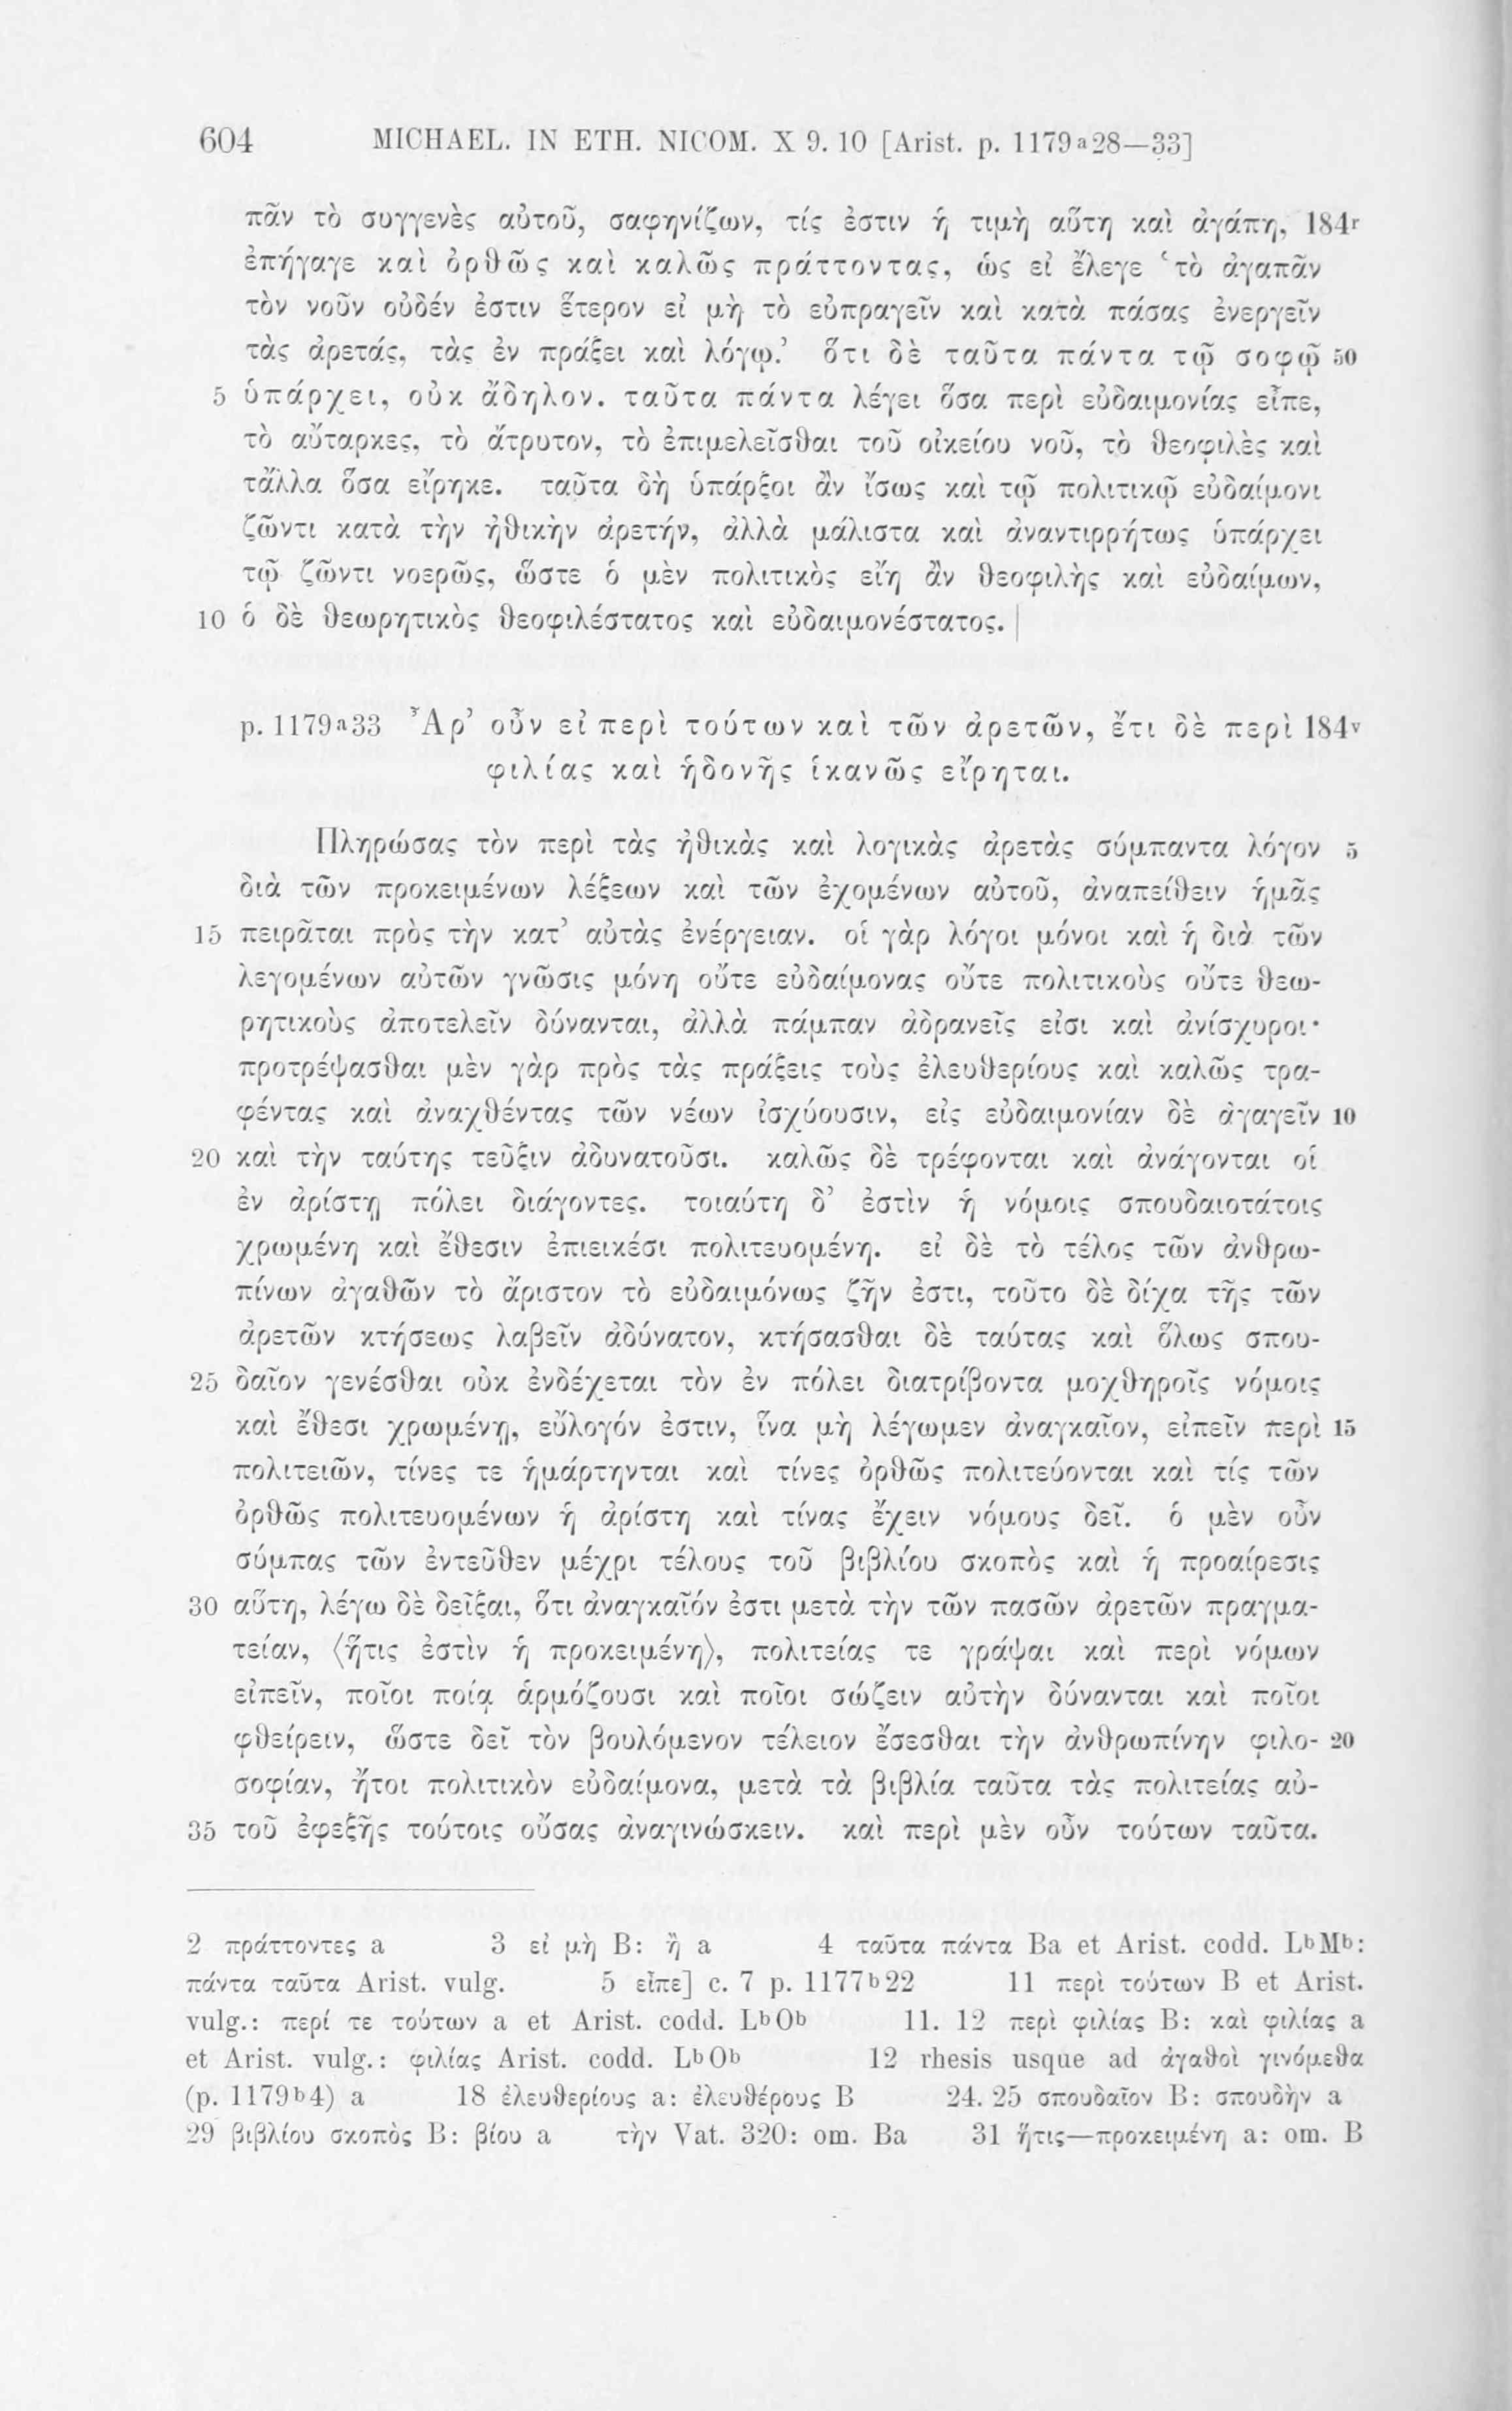 604 MICHAEL. IN ETH. NICOM. X 9. 10 [Arist. p. 1179a28—33]
πᾶν τὸ συγγενὲς αὐτοῦ, σαφηνίζων, τίς ἐστιν ἡ τιμὴ αὕτη καὶ ἀγάπη, 184r
ἐπήγαγε καὶ ὀρθῶς καὶ καλῶς πράττοντας, ὡς εἰ ἔλεγε ‘τὸ ἀγαπᾶν
τὸν νοῦν οὐδέν ἐστιν ἕτερον εἰ μὴ τὸ εὐπραγεῖν καὶ κατὰ πάσας ἐνεργεῖν
τὰς ἀρετάς, τὰς ἐν πράξει καὶ λόγῳ.’ ὅτι δὲ ταῦτα πάντα τῷ σοφῷ 50
5 ὑπάρχει, οὐκ ἄδηλον. ταῦτα πάντα λέγει ὅσα περὶ εὐδαιμονίας εἶπε,
τὸ αὔταρκες, τὸ ἄτρυτον, τὸ ἐπιμελεῖσθαι τοῦ οἰκείου νοῦ, τὸ θεοφιλὲς καὶ
τἄλλα ὅσα εἴρηκε. ταῦτα δὴ ὑπάρξοι ἂν ἴσως καὶ τῷ πολιτικῷ εὐδαίμονι
ζῶντι κατὰ τὴν ἠθικὴν ἀρετήν, ἀλλὰ μάλιστα καὶ ἀναντιρρήτως ὑπάρχει
τῷ ζῶντι νοερῶς, ὥστε ὁ μὲν πολιτικὸς εἴη ἂν θεοφιλὴς καὶ εὐδαίμων,
10 ὁ δὲ θεωρητικὸς θεοφιλέστατος καὶ εὐδαιμονέστατος. |
p. 1179a33 Ἆρ’ οὖν εἰ περὶ τούτων καὶ τῶν ἀρετῶν, ἔτι δὲ περὶ 184v
φιλίας καὶ ἡδονῆς ἱκανῶς εἴρηται.
Πληρώσας τὸν περὶ τὰς ἠθικὰς καὶ λογικὰς ἀρετὰς σύμπαντα λόγον 5
διὰ τῶν προκειμένων λέξεων καὶ τῶν ἐχομένων αὐτοῦ, ἀναπείθειν ἡμᾶς
15 πειρᾶται πρὸς τὴν κατ’ αὐτὰς ἐνέργειαν. οἱ γὰρ λόγοι μόνοι καὶ ἡ διὰ τῶν
λεγομένων αὐτῶν γνῶσις μόνη οὔτε εὐδαίμονας οὔτε πολιτικοὺς οὔτε θεω-
ρητικοὺς ἀποτελεῖν δύνανται, ἀλλὰ πάμπαν ἀδρανεῖς εἰσι καὶ ἀνίσχυροι·
προτρέψασθαι μὲν γὰρ πρὸς τὰς πράξεις τοὺς ἐλευθερίους καὶ καλῶς τρα-
φέντας καὶ ἀναχθέντας τῶν νέων ἰσχύουσιν, εἰς εὐδαιμονίαν δὲ ἀγαγεῖν 10
20 καὶ τὴν ταύτης τεῦξιν ἀδυνατοῦσι. καλῶς δὲ τρέφονται καὶ ἀνάγονται οἱ
ἐν ἀρίστῃ πόλει διάγοντες. τοιαύτη δ’ ἐστὶν ἡ νόμοις σπουδαιοτάτοις
χρωμένη καὶ ἔθεσιν ἐπιεικέσι πολιτευομένη. εἰ δὲ τὸ τέλος τῶν ἀνθρω-
πίνων ἀγαθῶν τὸ ἄριστον τὸ εὐδαιμόνως ζῆν ἐστι, τοῦτο δὲ δίχα τῆς τῶν
ἀρετῶν κτήσεως λαβεῖν ἀδύνατον, κτήσασθαι δὲ ταύτας καὶ ὅλως σπου-
25 δαῖον γενέσθαι οὐκ ἐνδέχεται τὸν ἐν πόλει διατρίβοντα μοχθηροῖς νόμοις
καὶ ἔθεσι χρωμένῃ, εὔλογόν ἐστιν, ἵνα μὴ λέγωμεν ἀναγκαῖον, εἰπεῖν περὶ 15
πολιτειῶν, τίνες τε ἡμάρτηνται καὶ τίνες ὀρθῶς πολιτεύονται καὶ τίς τῶν
ὀρθῶς πολιτευομένων ἡ ἀρίστη καὶ τίνας ἔχειν νόμους δεῖ. ὁ μὲν οὖν
σύμπας τῶν ἐντεῦθεν μέχρι τέλους τοῦ βιβλίου σκοπὸς καὶ ἡ προαίρεσις
30 αὕτη, λέγω δὲ δεῖξαι, ὅτι ἀναγκαῖόν ἐστι μετὰ τὴν τῶν πασῶν ἀρετῶν πραγμα-
τείαν, ⟨ἥτις ἐστὶν ἡ προκειμένη⟩, πολιτείας τε γράψαι καὶ περὶ νόμων
εἰπεῖν, ποῖοι ποίᾳ ἁρμόζουσι καὶ ποῖοι σώζειν αὐτὴν δύνανται καὶ ποῖοι
φθείρειν, ὥστε δεῖ τὸν βουλόμενον τέλειον ἔσεσθαι τὴν ἀνθρωπίνην φιλο- 20
σοφίαν, ἤτοι πολιτικὸν εὐδαίμονα, μετὰ τὰ βιβλία ταῦτα τὰς πολιτείας αὐ-
35 τοῦ ἐφεξῆς τούτοις οὔσας ἀναγινώσκειν. καὶ περὶ μὲν οὖν τούτων ταῦτα.
2 πράττοντες a 3 εἰ μὴ B: ἢ a 4 ταῦτα πάντα Ba et Arist. codd. LbMb:
πάντα ταῦτα Arist. vulg. 5 εἶπε] c. 7 p. 1177b22 11 περὶ τούτων B et Arist.
vulg.: περί τε τούτων a et Arist. codd. LbOb 11. 12 περὶ φιλίας B: καὶ φιλίας a
et Arist. vulg.: φιλίας Arist. codd. LbOb 12 rhesis usque ad ἀγαθοὶ γινόμεθα
(p. 1179b4) a 18 ἐλευθερίους a: ἐλευθέρους B 24. 25 σπουδαῖον B: σπουδὴν a
29 βιβλίου σκοπὸς B: βίου a τὴν Vat. 320: om. Ba 31 ἥτις—προκειμένη a: om. B